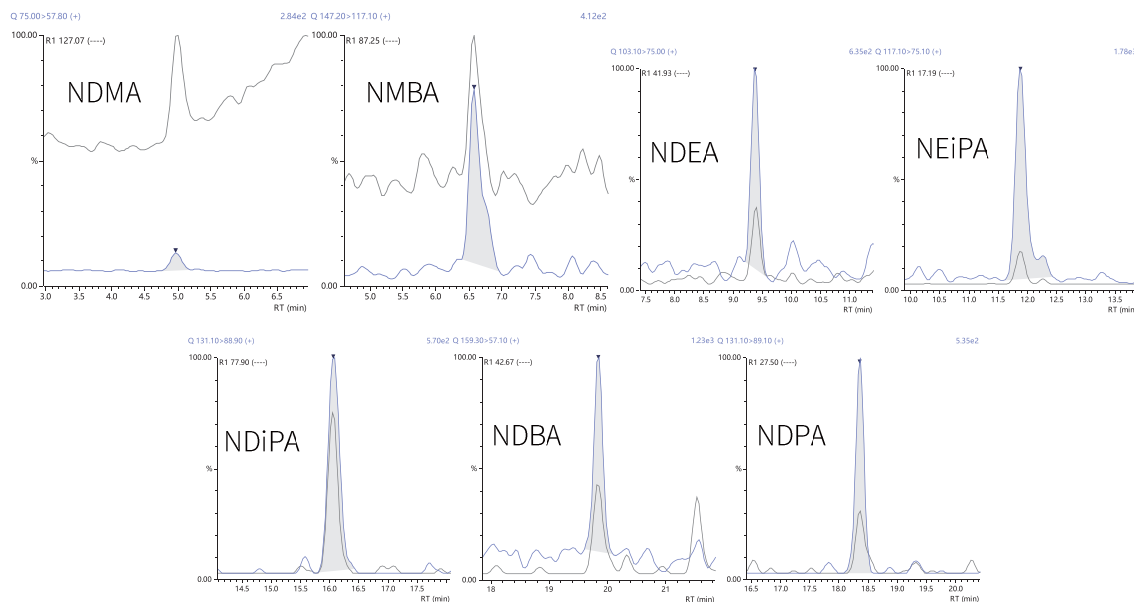 Q 75.00>57.80 (+) 2.84e2
100.00 R1 127.07 (----)
NDMA
%
0.00
3.0 3.5 4.0 4.5 5.0 5.5 6.0 6.5
RT (min)
Q 147.20>117.10 (+) 4.12e2
100.00 R1 87.25 (----)
NMBA
%
0.00
5.0 5.5 6.0 6.5 7.0 7.5 8.0 8.5
RT (min)
Q 103.10>75.00 (+) 6.35e2
100.00 R1 41.93 (----)
NDEA
%
0.00
7.5 8.0 8.5 9.0 9.5 10.0 10.5 11.0
RT (min)
Q 117.10>75.10 (+)
100.00 R1 17.19 (----)
NEiPA
%
0.00
10.0 10.5 11.0 11.5 12.0 12.5 13.0 13.5
RT (min)
Q 131.10>88.90 (+) 5.70e2
100.00 R1 77.90 (----)
NDiPA
%
0.00
14.5 15.0 15.5 16.0 16.5 17.0 17.5
RT (min)
Q 159.30>57.10 (+) 1.23e3
100.00 R1 42.67 (----)
NDBA
%
0.00
18 19 20 21
RT (min)
Q 131.10>89.10 (+) 5.35e2
100.00 R1 27.50 (----)
NDPA
%
0.00
16.5 17.0 17.5 18.0 18.5 19.0 19.5 20.0
RT (min)